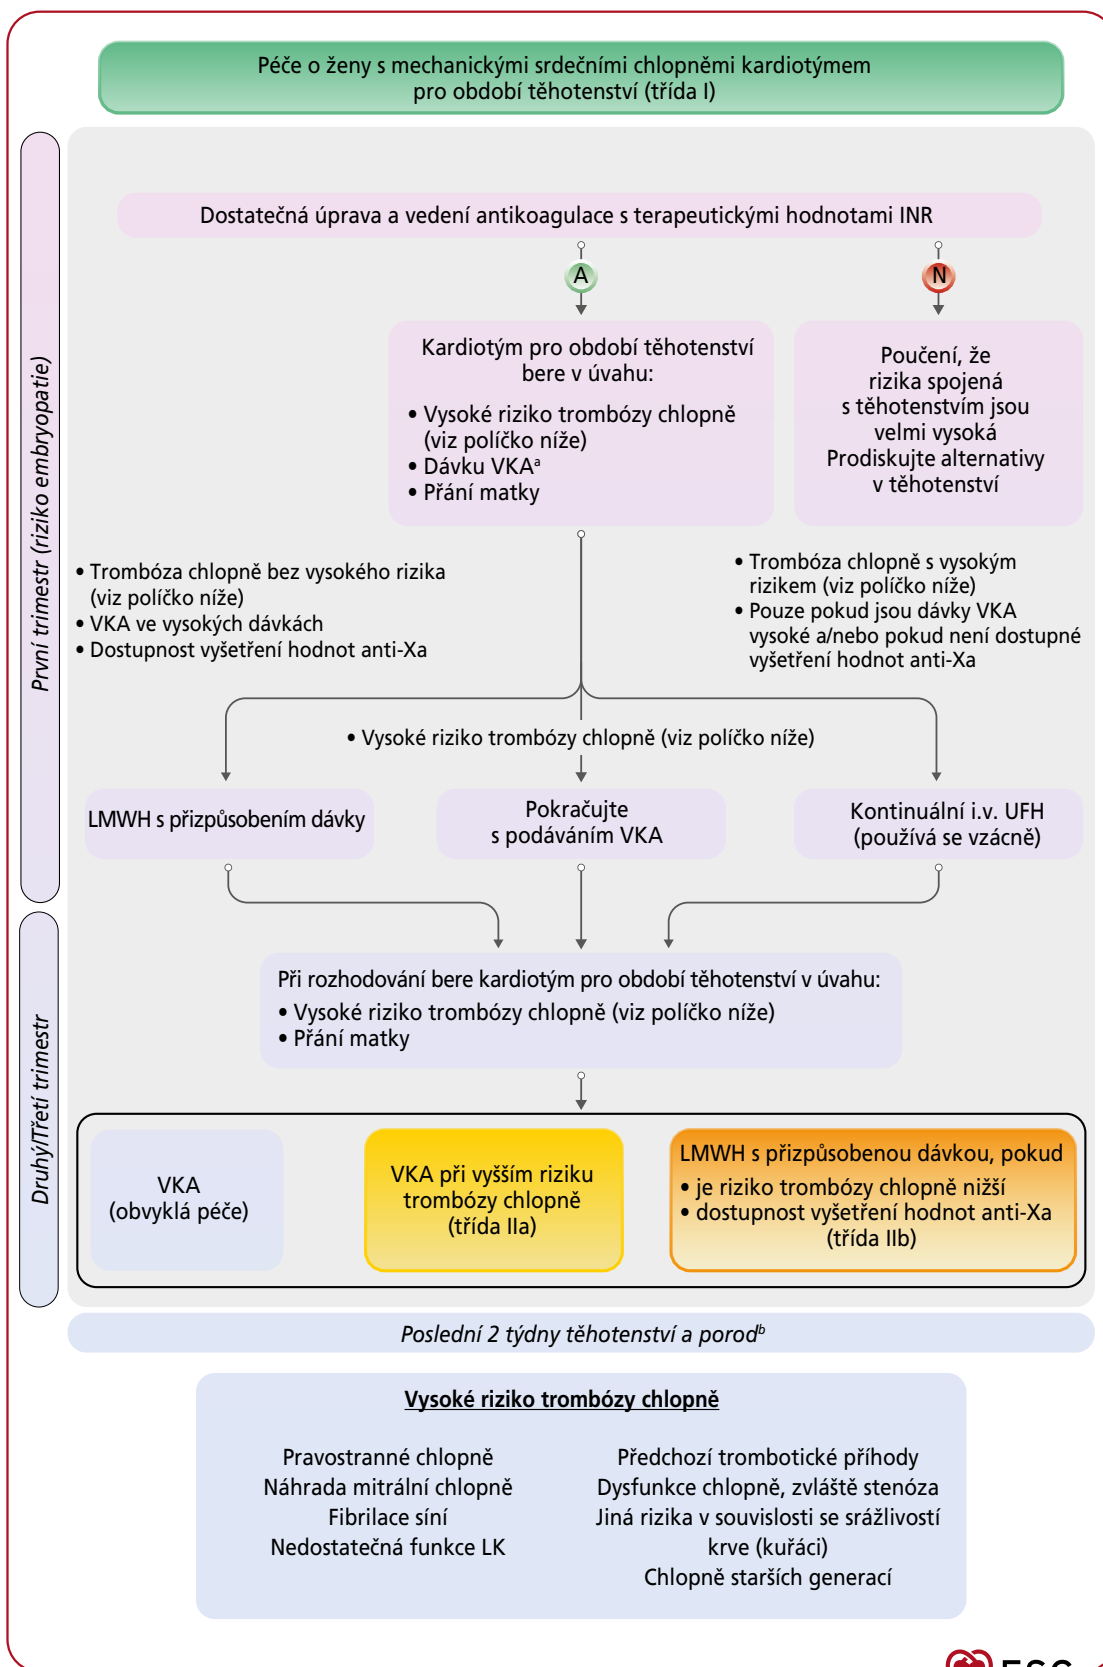 Péče o ženy s mechanickými srdečními chlopněmi kardiotýmem
pro období těhotenství (třída I)
První trimestr (riziko embryopatie)
Dostatečná úprava a vedení antikoagulace s terapeutickými hodnotami INR
A
N
Kardiotým pro období těhotenství
bere v úvahu:
• Vysoké riziko trombózy chlopně
(viz políčko níže)
• Dávku VKAᵃ
• Přání matky
Poučení, že
rizika spojená
s těhotenstvím jsou
velmi vysoká
Prodiskujte alternativy
v těhotenství
• Trombóza chlopně bez vysokého rizika
(viz políčko níže)
• VKA ve vysokých dávkách
• Dostupnost vyšetření hodnot anti-Xa
• Trombóza chlopně s vysokým
rizikem (viz políčko níže)
• Pouze pokud jsou dávky VKA
vysoké a/nebo pokud není dostupné
vyšetření hodnot anti-Xa
• Vysoké riziko trombózy chlopně (viz políčko níže)
LMWH s přizpůsobením dávky
Pokračujte
s podáváním VKA
Kontinuální i.v. UFH
(používá se vzácně)
Druhý/Třetí trimestr
Při rozhodování bere kardiotým pro období těhotenství v úvahu:
• Vysoké riziko trombózy chlopně (viz políčko níže)
• Přání matky
VKA
(obvyklá péče)
VKA při vyšším riziku
trombózy chlopně
(třída IIa)
LMWH s přizpůsobenou dávkou, pokud
• je riziko trombózy chlopně nižší
• dostupnost vyšetření hodnot anti-Xa
(třída IIb)
Poslední 2 týdny těhotenství a porodᵇ
Vysoké riziko trombózy chlopně
Pravostranné chlopně
Náhrada mitrální chlopně
Fibrilace síní
Nedostatečná funkce LK
Předchozí trombotické příhody
Dysfunkce chlopně, zvláště stenóza
Jiná rizika v souvislosti se srážlivostí
krve (kuřáci)
Chlopně starších generací
ESC